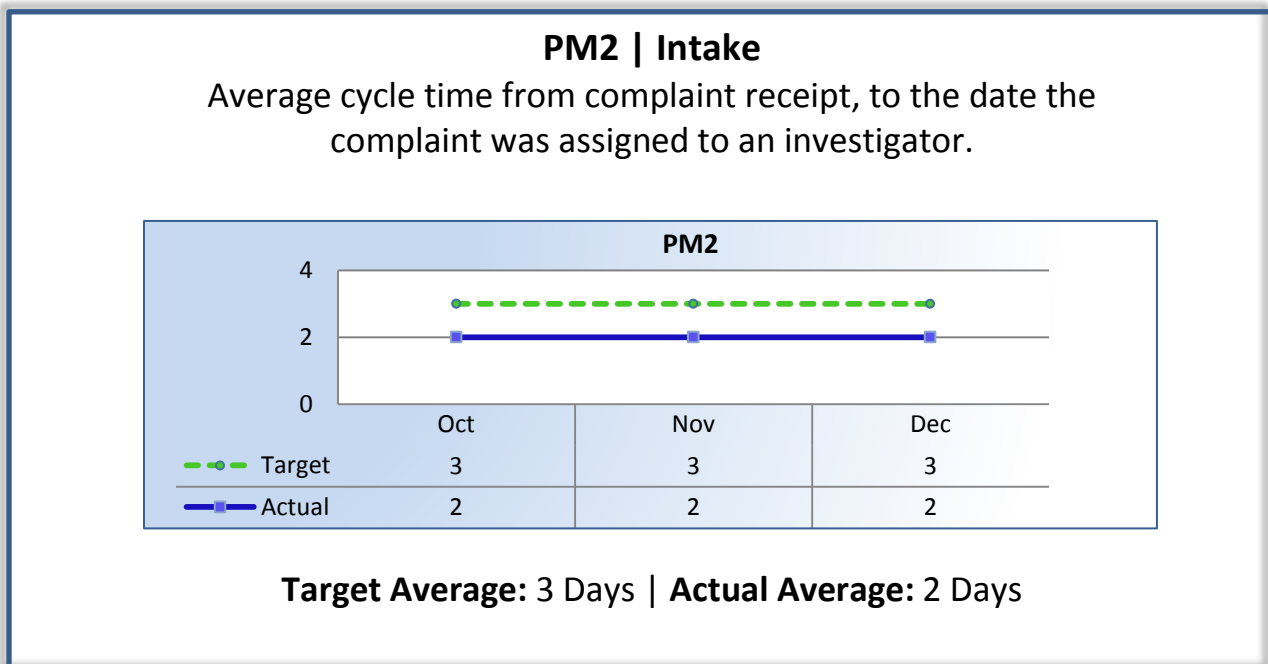 PM2 | Intake
Average cycle time from complaint receipt, to the date the
complaint was assigned to an investigator.
PM2
4
2
0
Oct Nov Dec
Target 3 3 3
Actual 2 2 2
Target Average: 3 Days | Actual Average: 2 Days